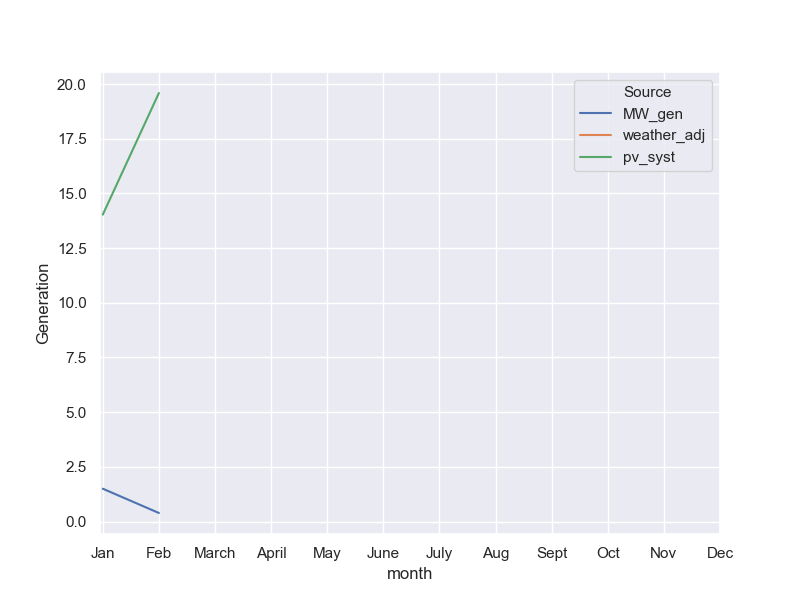 20.0
17.5
15.0
12.5
10.0
7.5
5.0
2.5
0.0
Generation
Source
MW_gen
weather_adj
pv_syst
Jan Feb March April May June July Aug Sept Oct Nov Dec
month